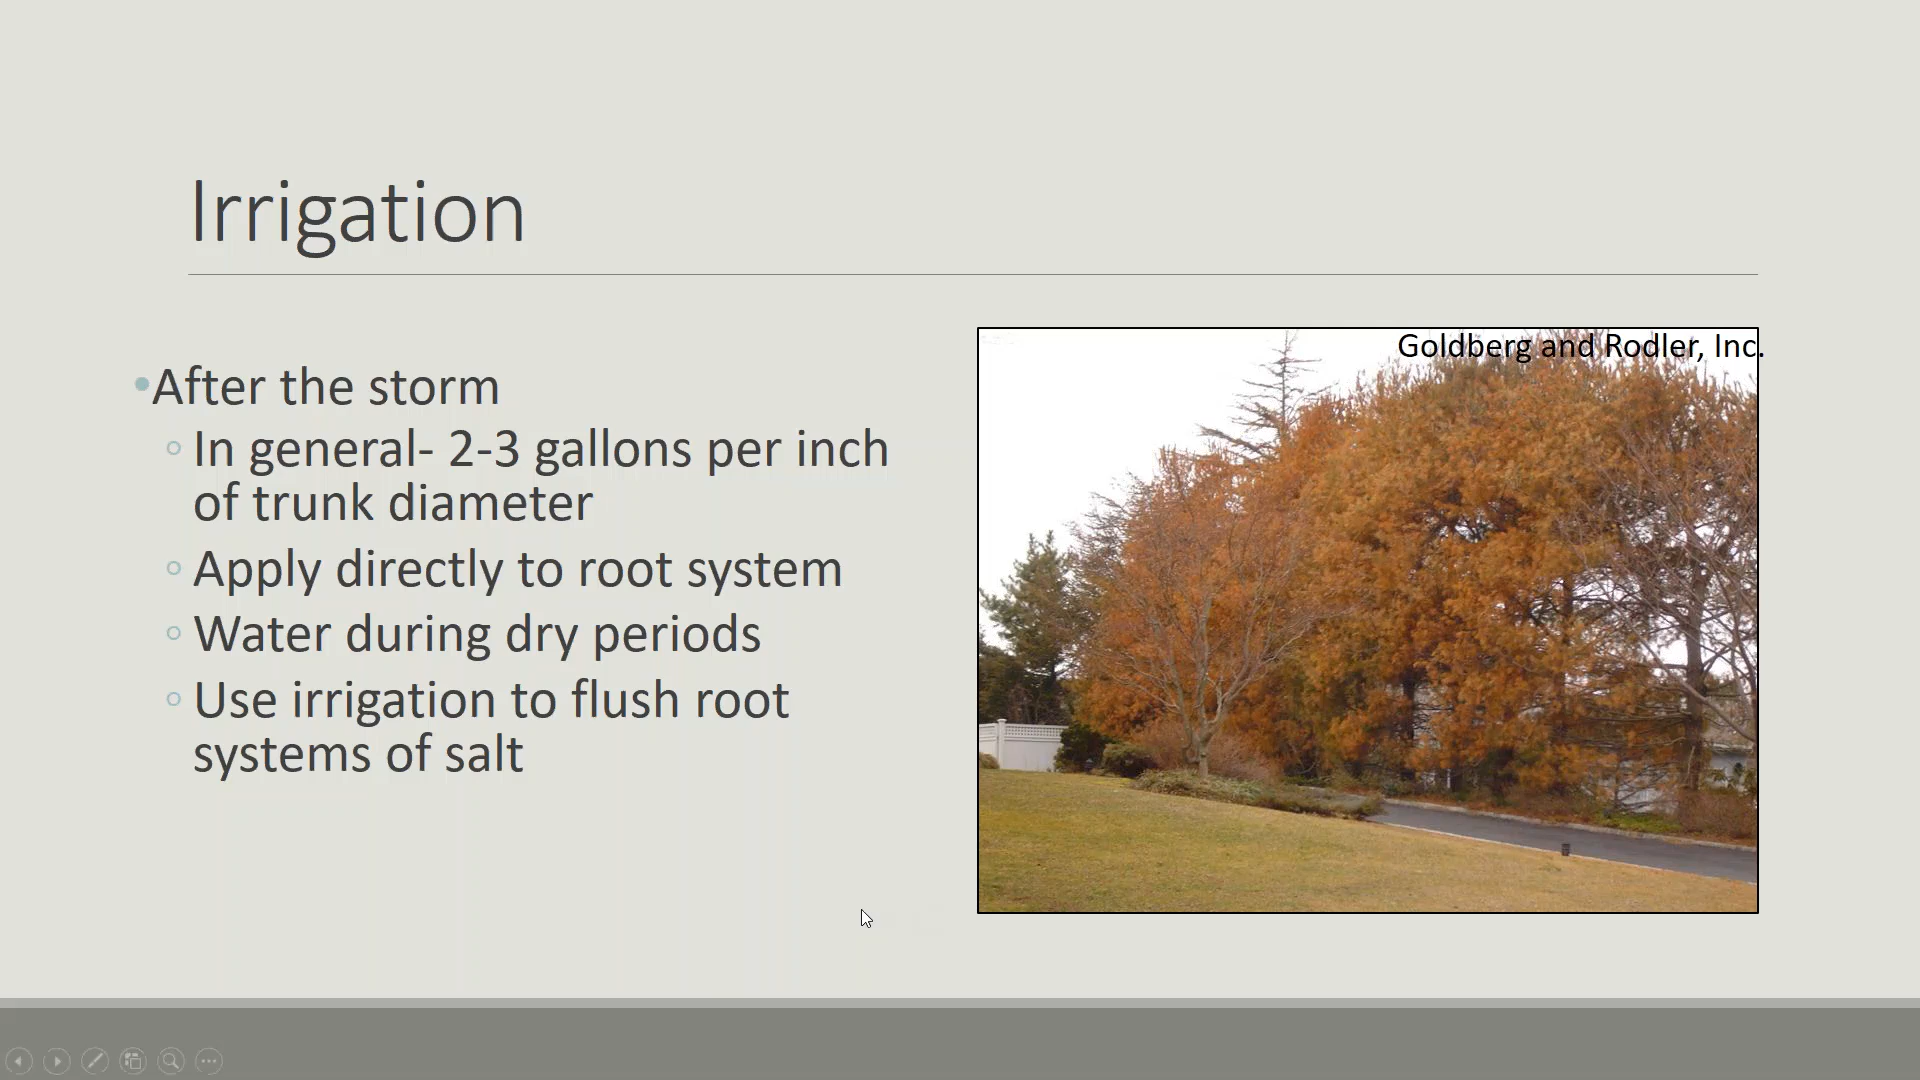 Irrigation
•After the storm
◦ In general- 2-3 gallons per inch
of trunk diameter
◦ Apply directly to root system
◦ Water during dry periods
◦ Use irrigation to flush root
systems of salt
Goldberg and Rodler, Inc.